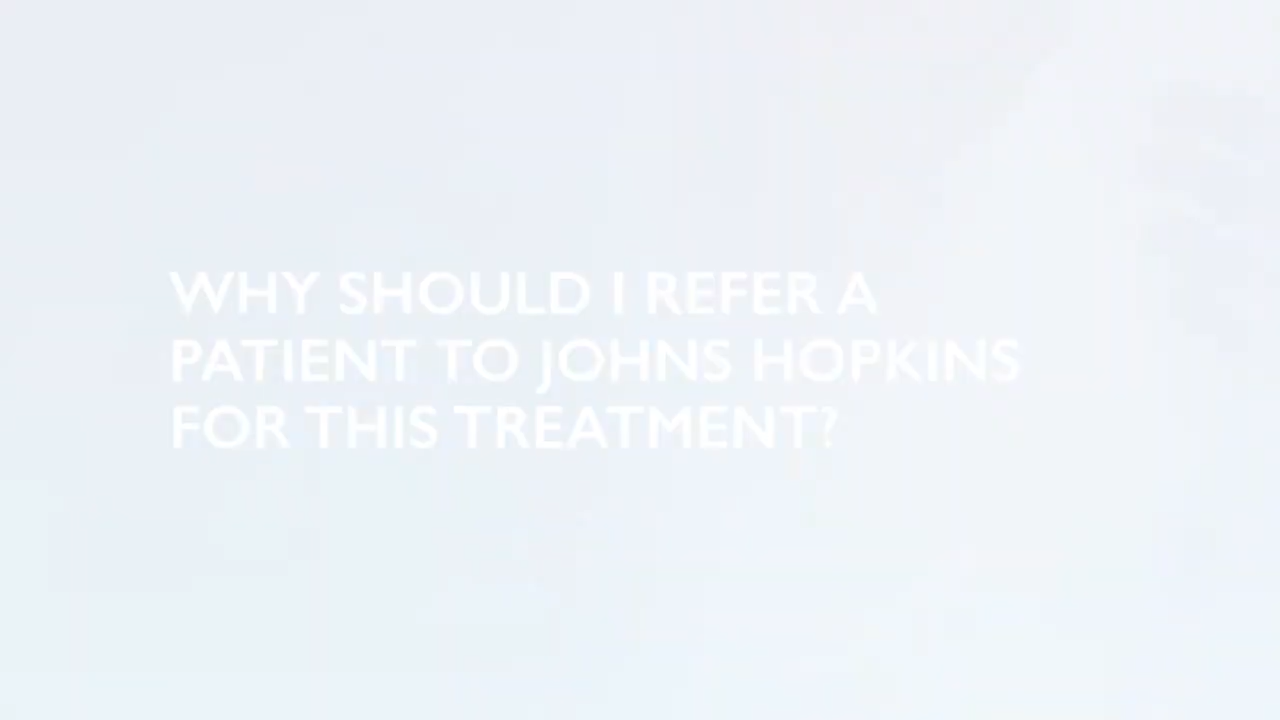 WHY SHOULD I REFER A
PATIENT TO JOHNS HOPKINS
FOR THIS TREATMENT?